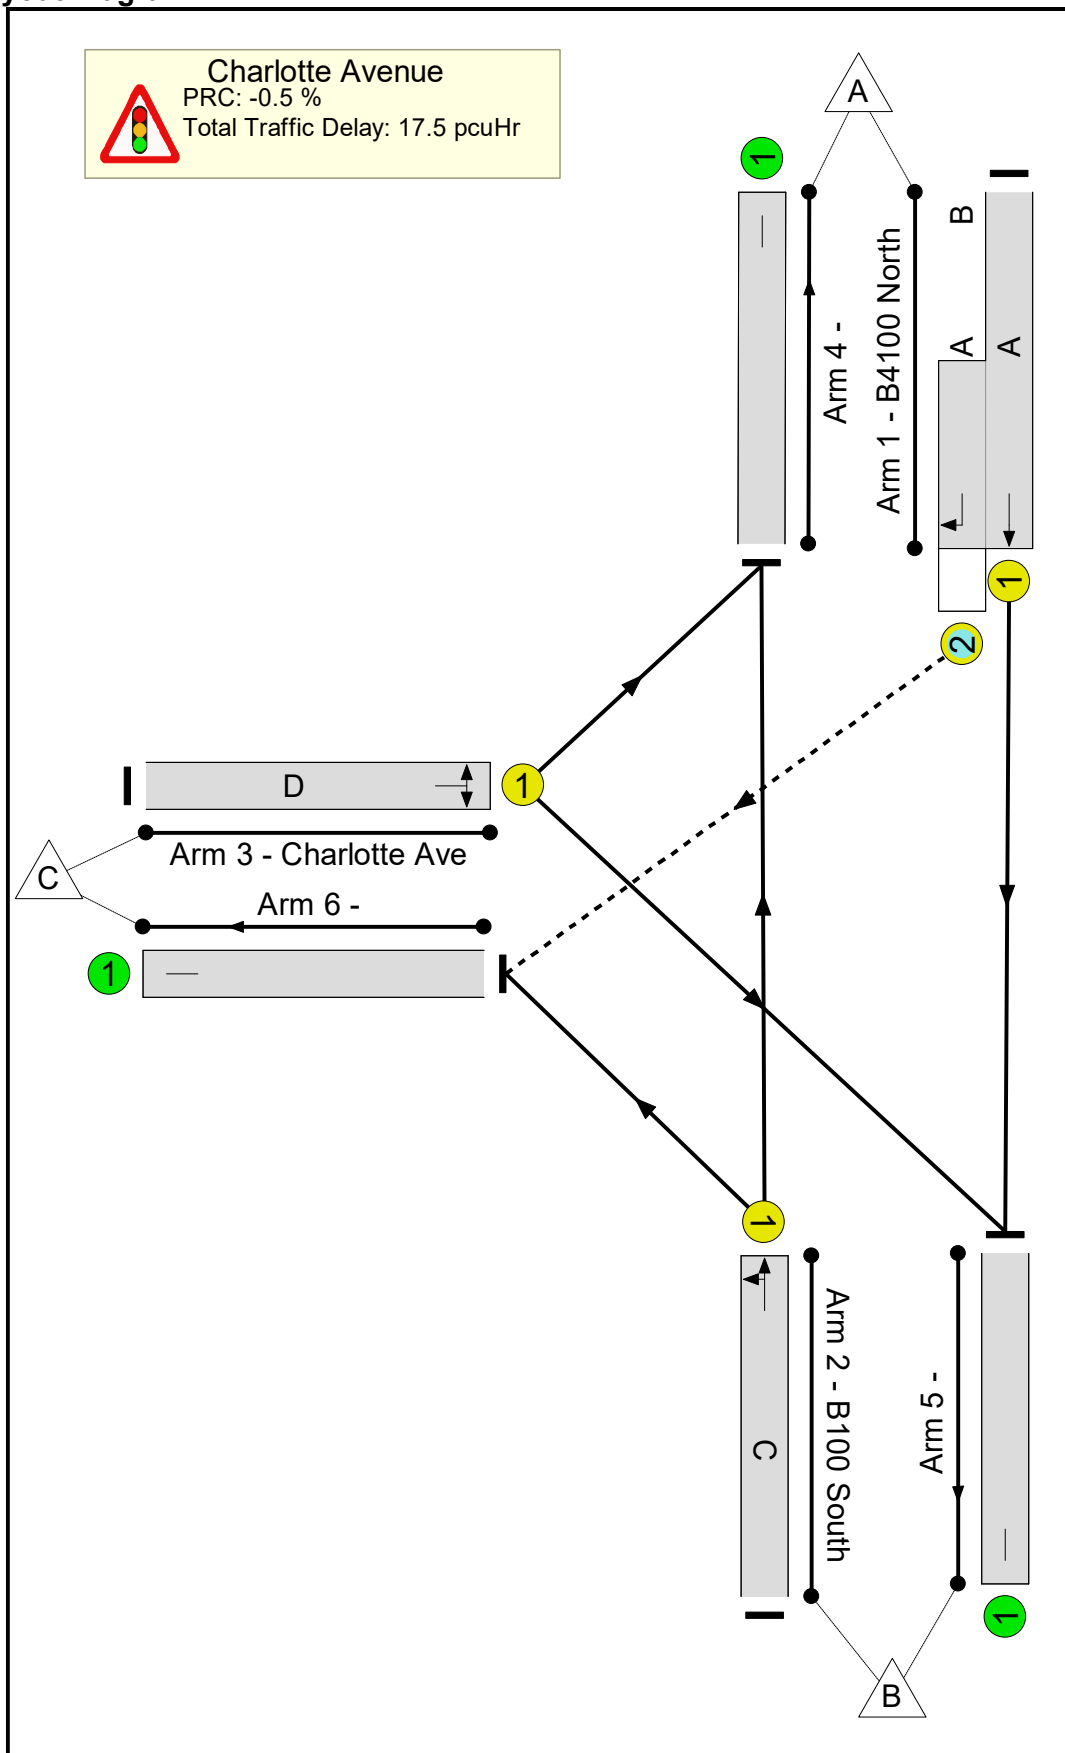 Charlotte Avenue
PRC: -0.5 %
Total Traffic Delay: 17.5 pcuHr
A
1
Arm 4 -
Arm 1 - B4100 North
B
A
A
1
2
D
1
Arm 3 - Charlotte Ave
C
Arm 6 -
1
1
Arm 2 - B100 South
C
Arm 5 -
1
B